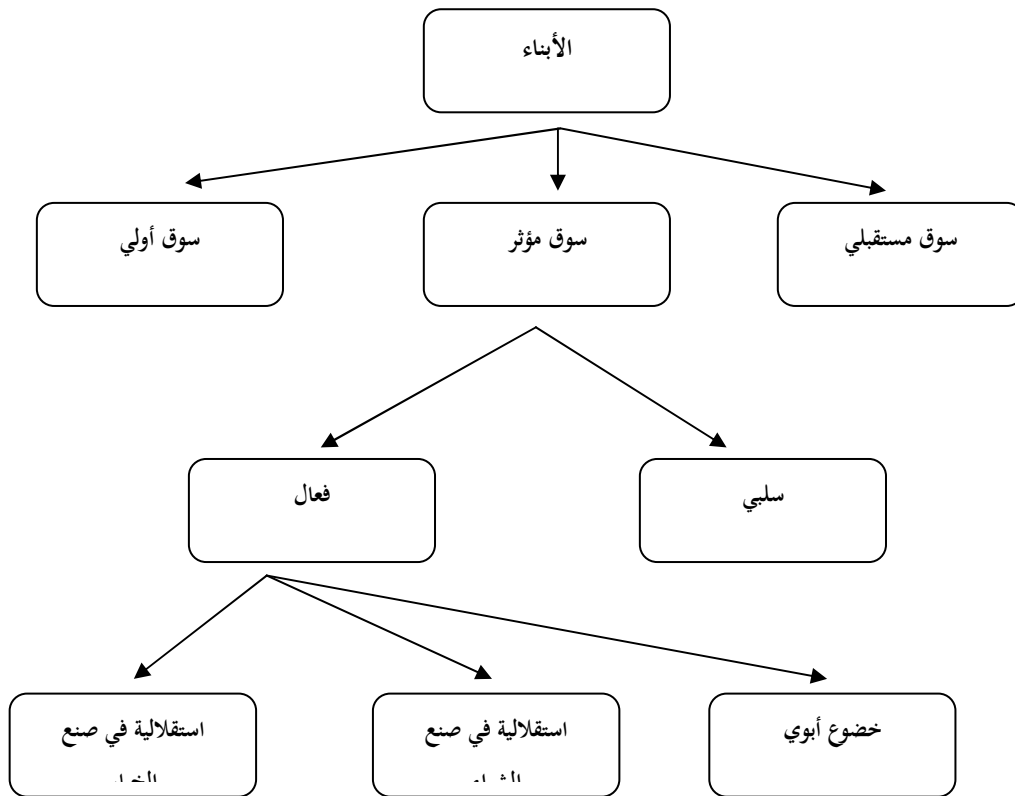 الأبناء
سوق مستقبلي
سوق مؤثر
سوق أولي
سلبي
فعال
خضوع أبوي
استقلالية في صنع
استقلالية في صنع